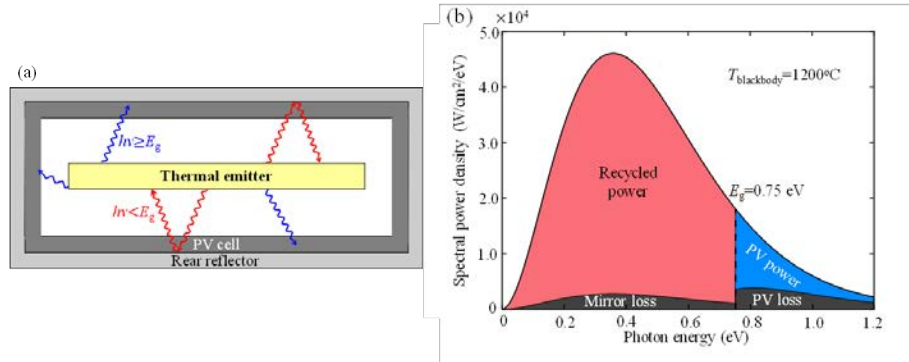 (a)
hν≥Eg
Thermal emitter
hν<Eg
PV cell
Rear reflector
(b)
×10⁴
5.0
4.0
3.0
2.0
1.0
0
Spectral power density (W/cm²/eV)
Tblackbody=1200°C
Recycled
power
Eg=0.75 eV
PV power
Mirror loss
PV loss
0
0.2
0.4
0.6
0.8
1.0
1.2
Photon energy (eV)